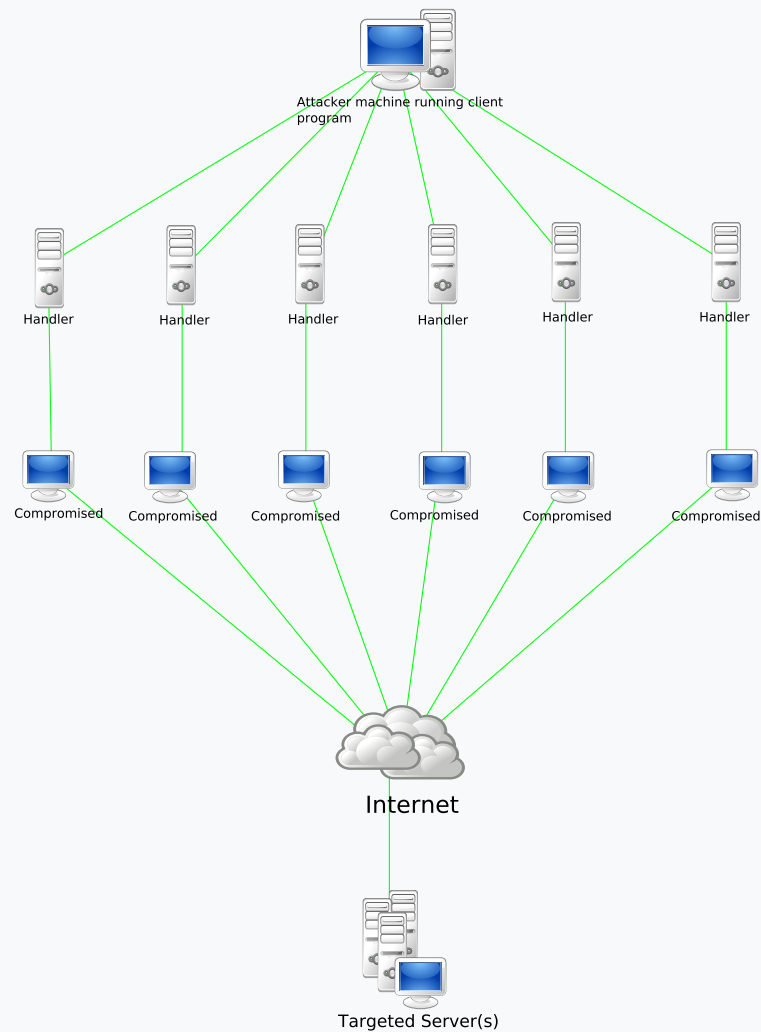 Attacker machine running client
program
Handler
Handler
Handler
Handler
Handler
Handler
Compromised
Compromised
Compromised
Compromised
Compromised
Compromised
Internet
Targeted Server(s)